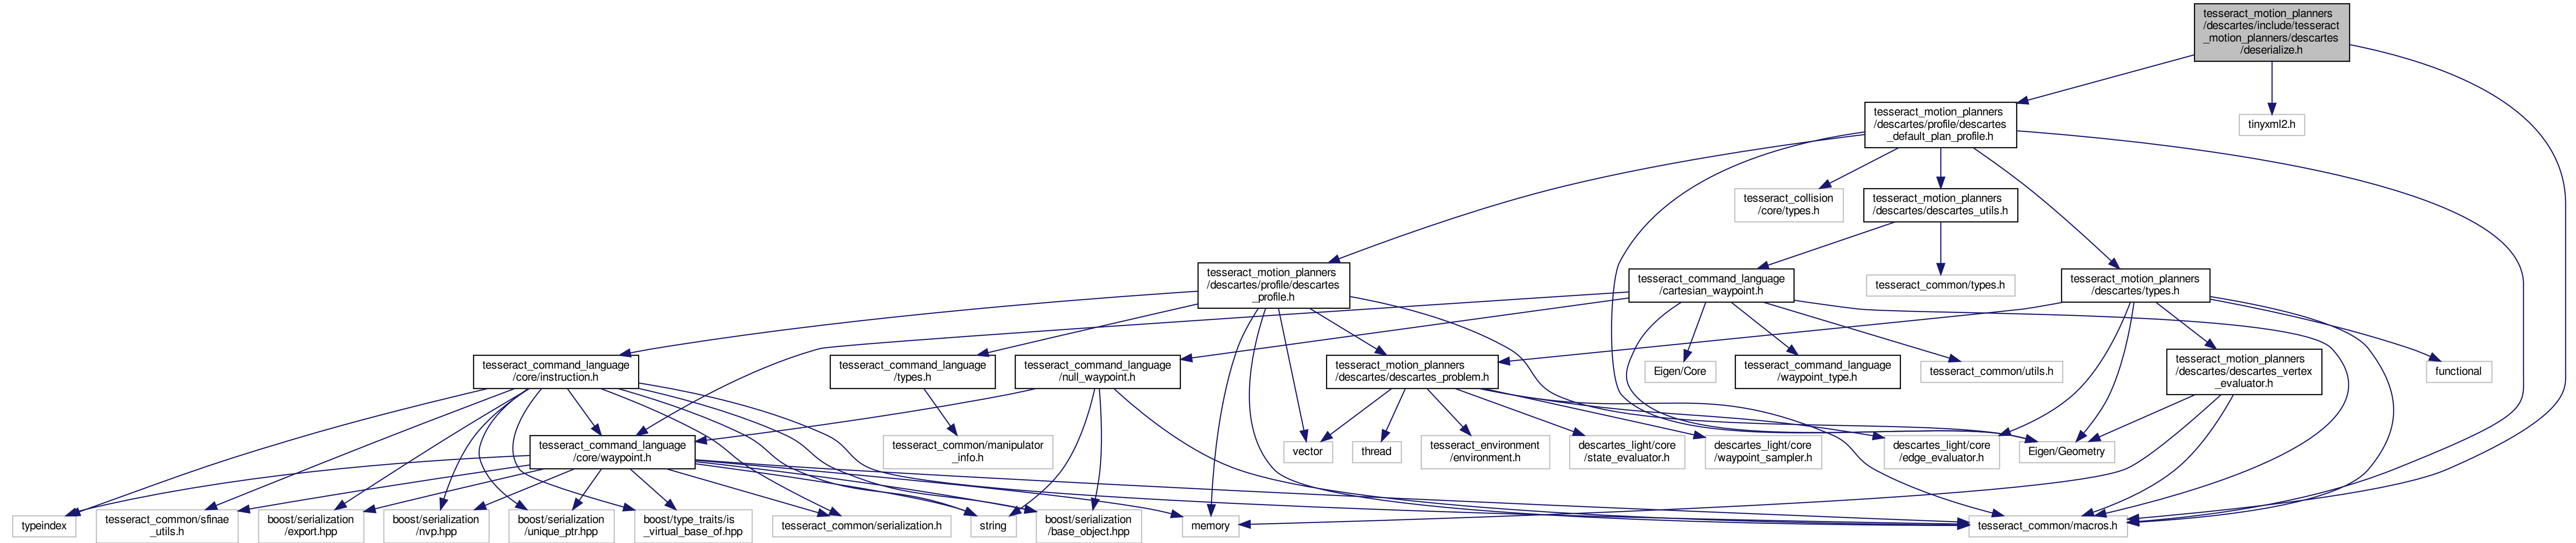 tesseract_motion_planners
/descartes/include/tesseract
_motion_planners/descartes
/deserialize.h
tesseract_motion_planners
/descartes/profile/descartes
_default_plan_profile.h
tinyxml2.h
tesseract_collision
/core/types.h
tesseract_motion_planners
/descartes/descartes_utils.h
tesseract_motion_planners
/descartes/profile/descartes
_profile.h
tesseract_command_language
/cartesian_waypoint.h
tesseract_common/types.h
tesseract_motion_planners
/descartes/types.h
tesseract_command_language
/core/instruction.h
tesseract_command_language
/types.h
tesseract_command_language
/null_waypoint.h
tesseract_motion_planners
/descartes/descartes_problem.h
Eigen/Core
tesseract_command_language
/waypoint_type.h
tesseract_common/utils.h
tesseract_motion_planners
/descartes/descartes_vertex
_evaluator.h
functional
tesseract_command_language
/core/waypoint.h
tesseract_common/manipulator
_info.h
vector
thread
tesseract_environment
/environment.h
descartes_light/core
/state_evaluator.h
descartes_light/core
/waypoint_sampler.h
descartes_light/core
/edge_evaluator.h
Eigen/Geometry
typeindex
tesseract_common/sfinae
_utils.h
boost/serialization
/export.hpp
boost/serialization
/nvp.hpp
boost/serialization
/unique_ptr.hpp
boost/type_traits/is
_virtual_base_of.hpp
tesseract_common/serialization.h
string
boost/serialization
/base_object.hpp
memory
tesseract_common/macros.h